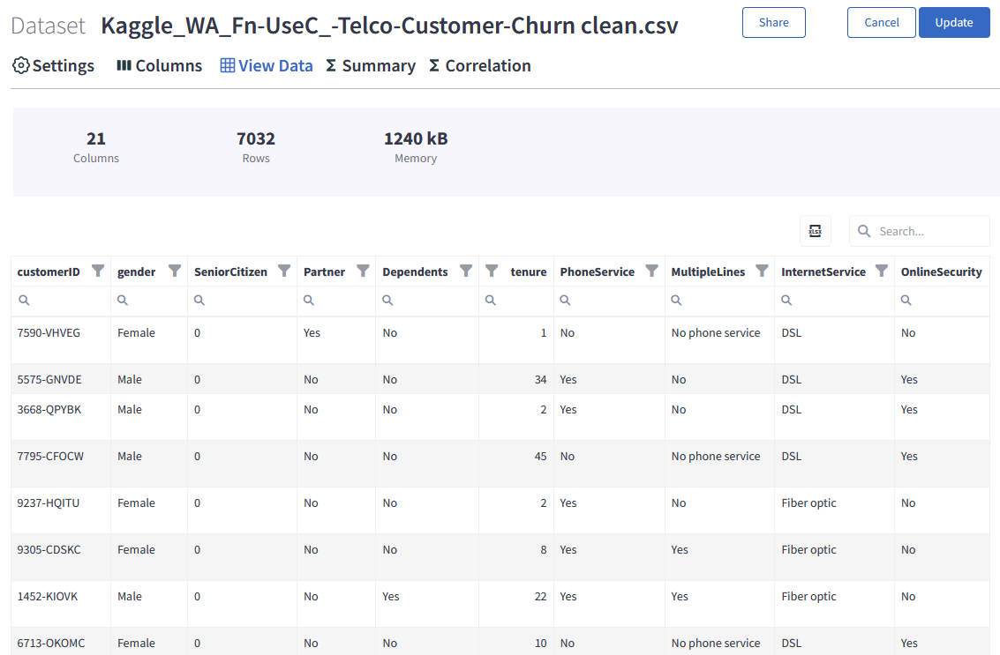 Dataset Kaggle_WA_Fn-UseC_-Telco-Customer-Churn clean.csv Share Cancel Update
Settings Columns View Data Σ Summary Σ Correlation
21 7032 1240 kB
Columns Rows Memory
XLSX Search...
customerID gender SeniorCitizen Partner Dependents tenure PhoneService MultipleLines InternetService OnlineSecurity
7590-VHVEG Female 0 Yes No 1 No No phone service DSL No
5575-GNVDE Male 0 No No 34 Yes No DSL Yes
3668-QPYBK Male 0 No No 2 Yes No DSL Yes
7795-CFOCW Male 0 No No 45 No No phone service DSL Yes
9237-HQITU Female 0 No No 2 Yes No Fiber optic No
9305-CDSKC Female 0 No No 8 Yes Yes Fiber optic No
1452-KIOVK Male 0 No Yes 22 Yes Yes Fiber optic No
6713-OKOMC Female 0 No No 10 No No phone service DSL Yes